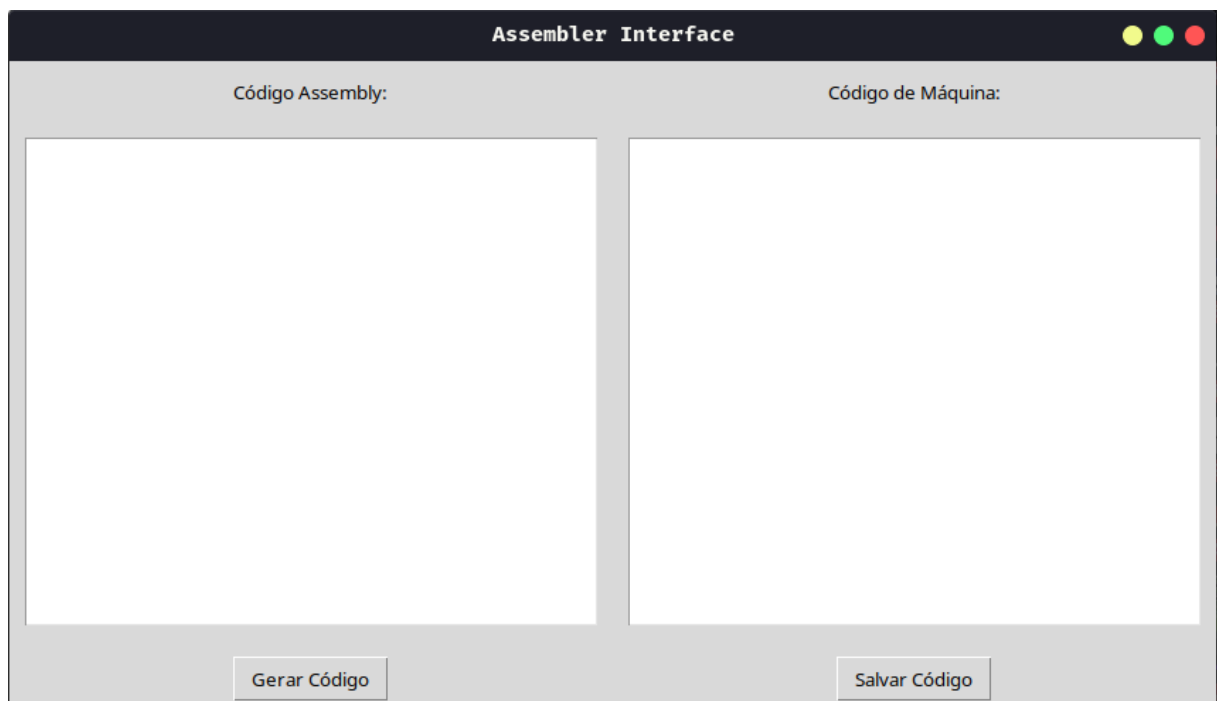 Assembler Interface
Código Assembly:
Código de Máquina:
Gerar Código
Salvar Código